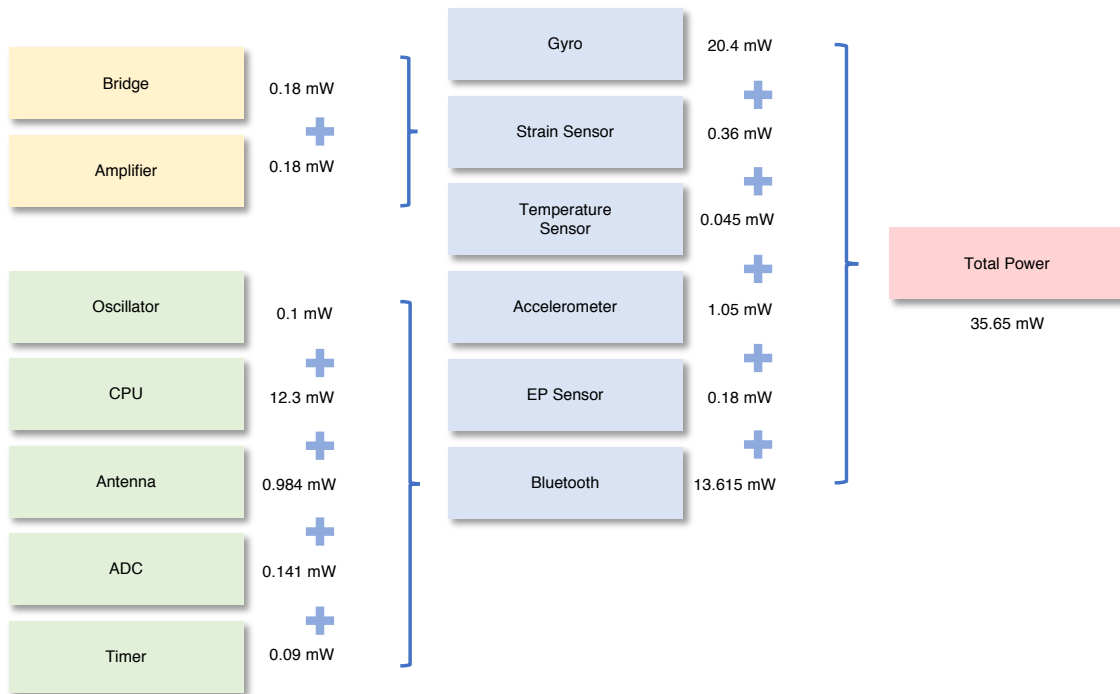 Bridge
0.18 mW
Amplifier
0.18 mW
Oscillator
0.1 mW
CPU
12.3 mW
Antenna
0.984 mW
ADC
0.141 mW
Timer
0.09 mW
Gyro
20.4 mW
Strain Sensor
0.36 mW
Temperature
Sensor
0.045 mW
Accelerometer
1.05 mW
EP Sensor
0.18 mW
Bluetooth
13.615 mW
Total Power
35.65 mW